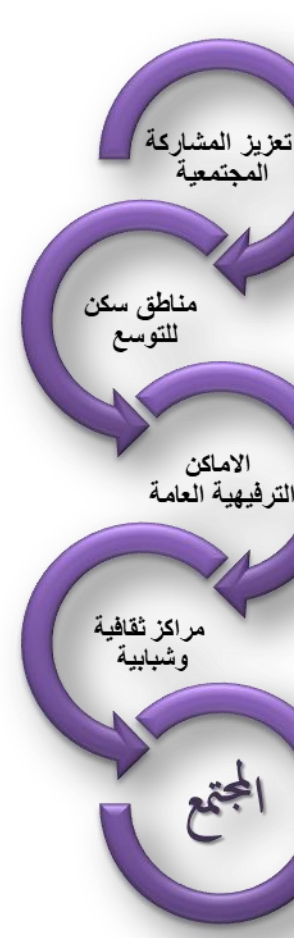 تعزيز المشاركة
المجتمعية
مناطق سكن
للتوسع
الاماكن
الترفيهية العامة
مراكز ثقافية
وشبابية
المجتمع